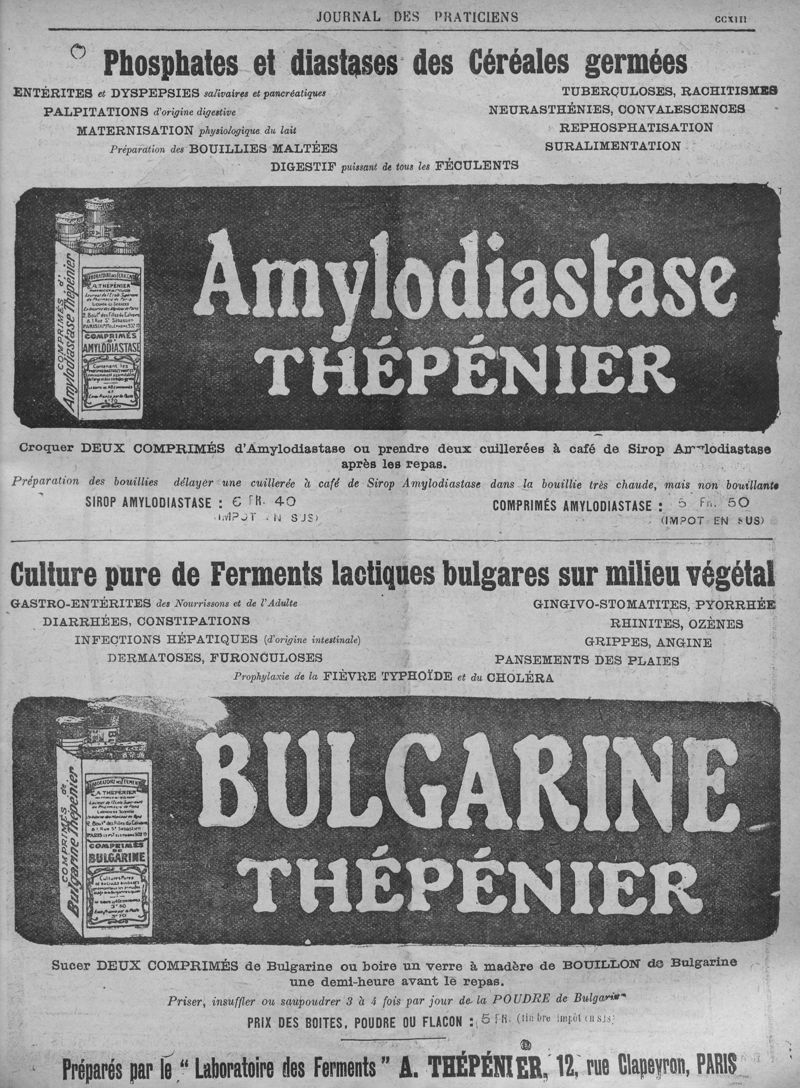 JOURNAL DES PRATICIENS
CCXIII
Phosphates et diastases des Céréales germées
ENTÉRITES et DYSPEPSIES salivaires et pancréatiques
PALPITATIONS d'origine digestive
MATERNISATION physiologique du lait
Préparation des BOUILLIES MALTÉES
TUBERCULOSES, RACHITISMES
NEURASTHÉNIES, CONVALESCENCES
REPHOSPHATISATION
SURALIMENTATION
DIGESTIF puissant de tous les FÉCULENTS
COMPRIMÉS d'
Amylodiastase Thépénier
A. THÉPÉNIER
COMPRIMÉS
AMYLODIASTASE
Amylodiastase
THÉPÉNIER
Croquer DEUX COMPRIMÉS d'Amylodiastase ou prendre deux cuillerées à café de Sirop
après les repas.
Préparation des bouillies délayer une cuillerée à café de Sirop Amylodiastase dans la bouillie très chaude, mais non bouillante
SIROP AMYLODIASTASE : 6 FR. 40
COMPRIMÉS AMYLODIASTASE : 5 Fr. 50
(IMPOT EN SUS)
Culture pure de Ferments lactiques bulgares sur milieu végétal
GASTRO-ENTÉRITES des Nourrissons et de l'Adulte
DIARRHÉES, CONSTIPATIONS
INFECTIONS HÉPATIQUES (d'origine intestinale)
DERMATOSES, FURONCULOSES
GINGIVO-STOMATITES, PYORRHÉE
RHINITES, OZÈNES
GRIPPES, ANGINE
PANSEMENTS DES PLAIES
Prophylaxie de la FIÈVRE TYPHOÏDE et du CHOLÉRA
COMPRIMÉS de
Bulgarine Thépénier
A THÉPÉNIER
COMPRIMÉS
DE
BULGARINE
BULGARINE
THÉPÉNIER
Sucer DEUX COMPRIMÉS de Bulgarine ou boire un verre à madère de BOUILLON de Bulgarine
une demi-heure avant le repas.
Priser, insuffler ou saupoudrer 3 à 4 fois par jour de la POUDRE de
PRIX DES BOITES, POUDRE OU FLACON : 5 FR. (timbre impôt en sus)
Préparés par le "Laboratoire des Ferments" A. THÉPÉNIER, 12, rue Clapeyron, PARIS